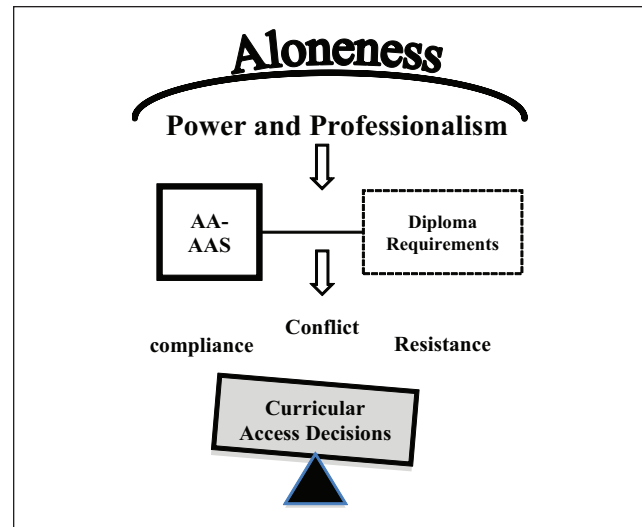 Aloneness
Power and Professionalism
AA-
AAS
Diploma
Requirements
Conflict
compliance
Resistance
Curricular
Access Decisions